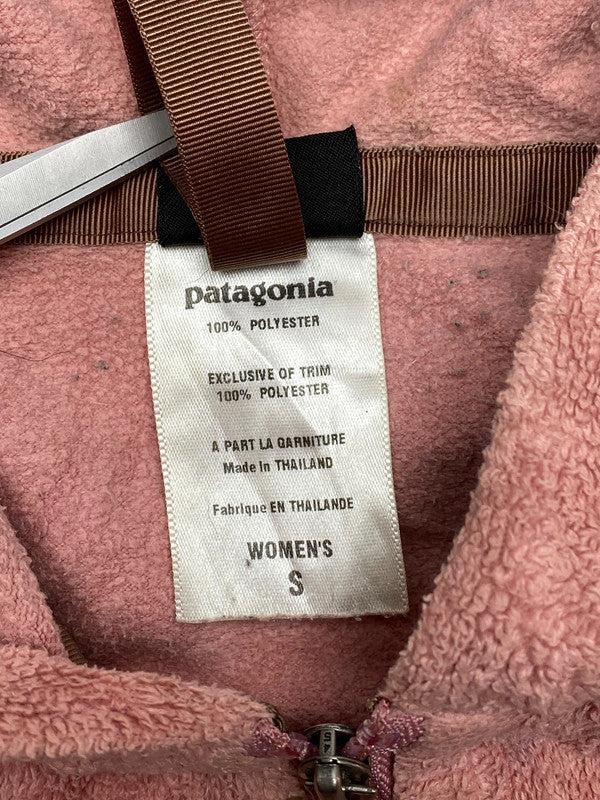 patagonia
100% POLYESTER
EXCLUSIVE OF TRIM
100% POLYESTER
A PART LA GARNITURE
Made in THAILAND
Fabrique EN THAILANDE
WOMEN'S
S